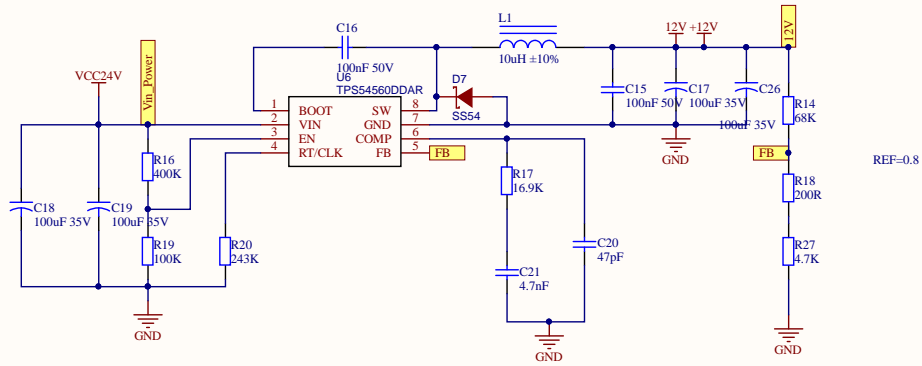 L1
C16
12V +12V
12V
Vin_Power
100nF 50V
10uH ±10%
VCC24V
U6
TPS54560DDAR
D7
C15
C17
C26
100nF 50V
100uF 35V
100uF 35V
SS54
R14
68K
1
BOOT
SW
8
2
VIN
GND
7
3
EN
COMP
6
4
RT/CLK
FB
5
FB
GND
FB
REF=0.8
R16
400K
R17
16.9K
R18
200R
C18
100uF 35V
C19
100uF 35V
R19
100K
R20
243K
C20
47pF
R27
4.7K
C21
4.7nF
GND
GND
GND